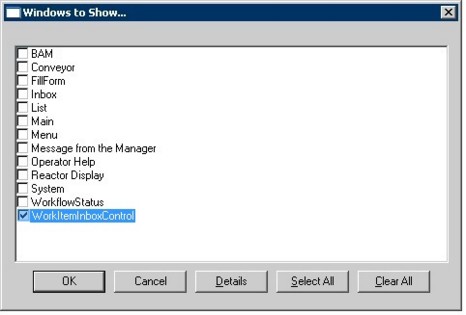 Windows to Show...
BAM
Conveyor
FillForm
Inbox
List
Main
Menu
Message from the Manager
Operator Help
Reactor Display
System
WorkflowStatus
WorkItemInboxControl
OK Cancel Details Select All Clear All